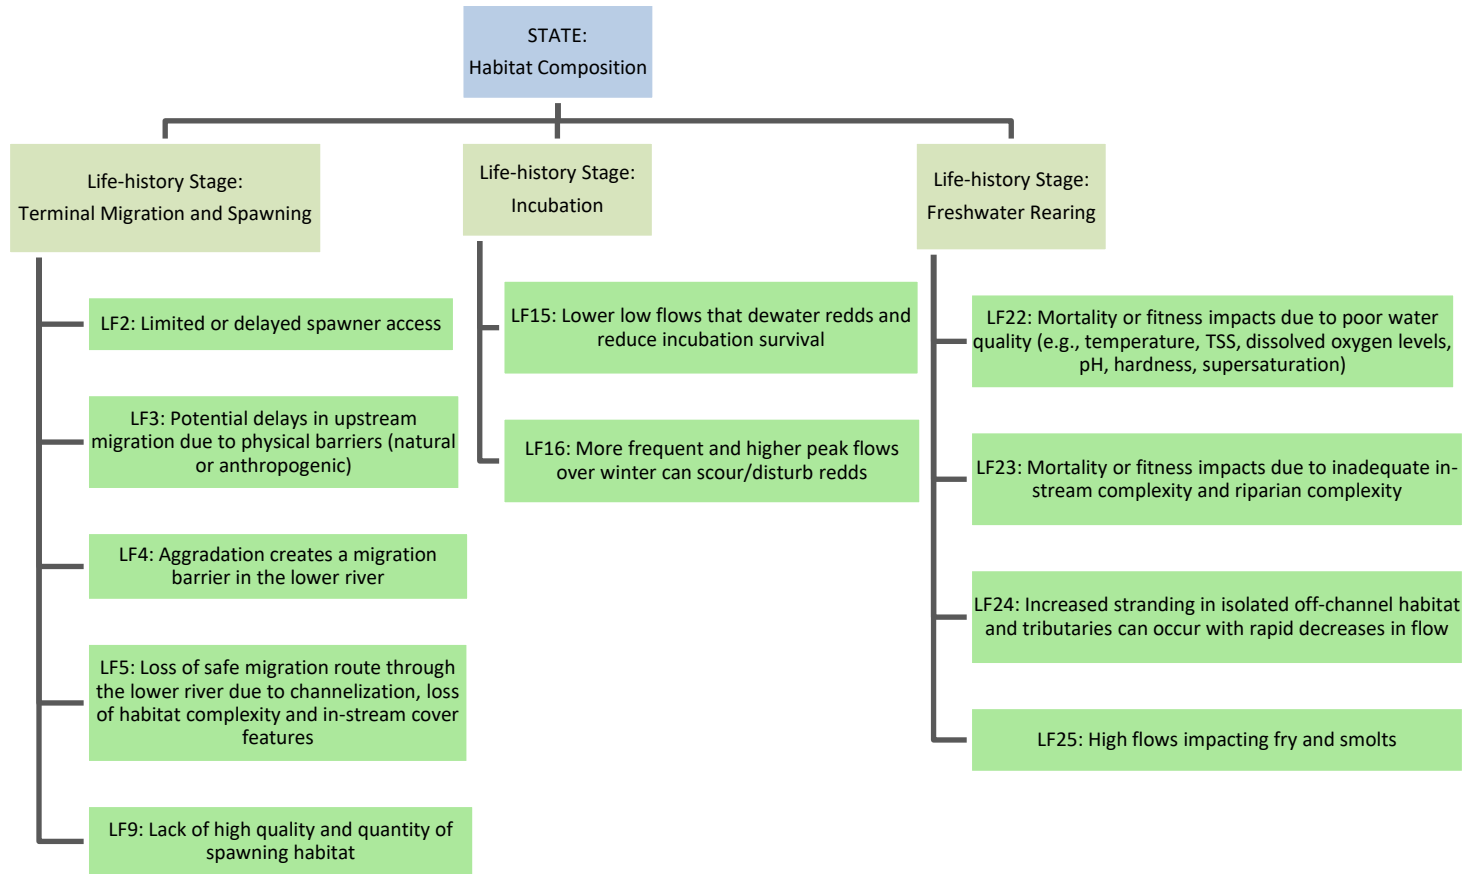 STATE:
Habitat Composition
Life-history Stage:
Terminal Migration and Spawning
LF2: Limited or delayed spawner access
LF3: Potential delays in upstream
migration due to physical barriers (natural
or anthropogenic)
LF4: Aggradation creates a migration
barrier in the lower river
LF5: Loss of safe migration route through
the lower river due to channelization, loss
of habitat complexity and in-stream cover
features
LF9: Lack of high quality and quantity of
spawning habitat
Life-history Stage:
Incubation
LF15: Lower low flows that dewater redds and
reduce incubation survival
LF16: More frequent and higher peak flows
over winter can scour/disturb redds
Life-history Stage:
Freshwater Rearing
LF22: Mortality or fitness impacts due to poor water
quality (e.g., temperature, TSS, dissolved oxygen levels,
pH, hardness, supersaturation)
LF23: Mortality or fitness impacts due to inadequate in-
stream complexity and riparian complexity
LF24: Increased stranding in isolated off-channel habitat
and tributaries can occur with rapid decreases in flow
LF25: High flows impacting fry and smolts